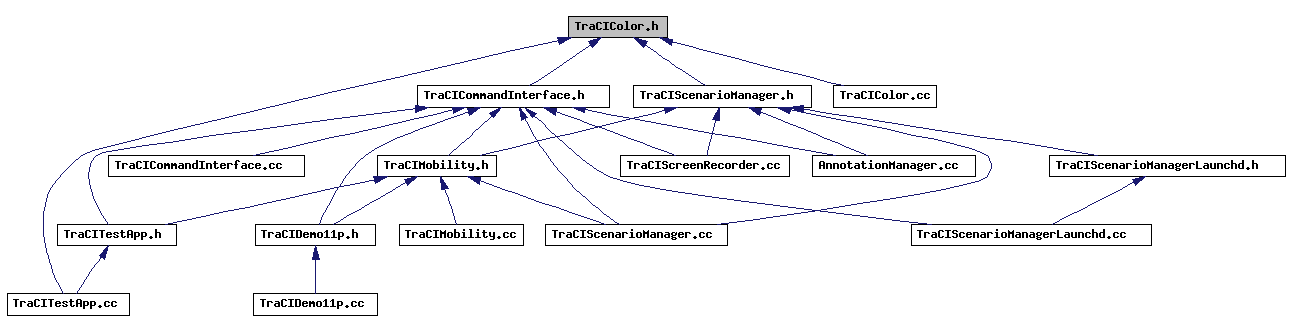 TraCIColor.h
TraCICommandInterface.h
TraCIScenarioManager.h
TraCIColor.cc
TraCICommandInterface.cc
TraCIMobility.h
TraCIScreenRecorder.cc
AnnotationManager.cc
TraCIScenarioManagerLaunchd.h
TraCITestApp.h
TraCIDemo11p.h
TraCIMobility.cc
TraCIScenarioManager.cc
TraCIScenarioManagerLaunchd.cc
TraCITestApp.cc
TraCIDemo11p.cc